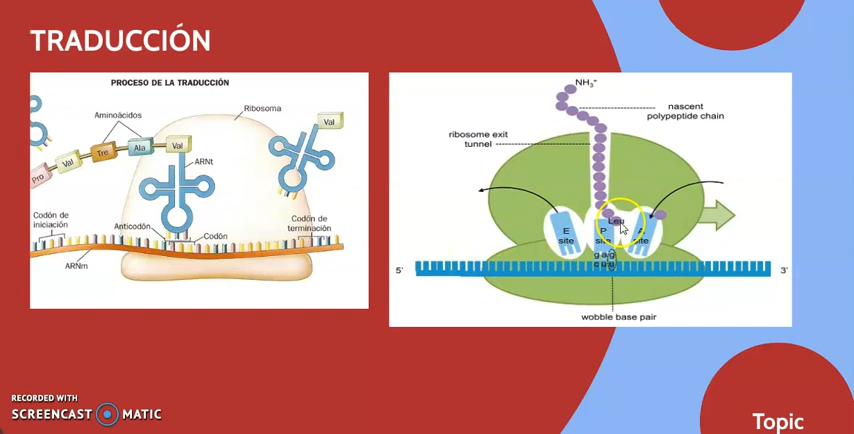 TRADUCCIÓN
PROCESO DE LA TRADUCCIÓN
Ribosoma
Aminoácidos
Val
Val
Ala
Tre
Val
Pro
ARNt
Codón de
iniciación
Anticodón
Codón
Codón de
terminación
ARNm
NH₃⁺
nascent
polypeptide chain
ribosome exit
tunnel
Leu
E
site
P
site
A
site
g a g
c u u
5'
3'
wobble base pair
RECORDED WITH
SCREENCAST MATIC
Topic